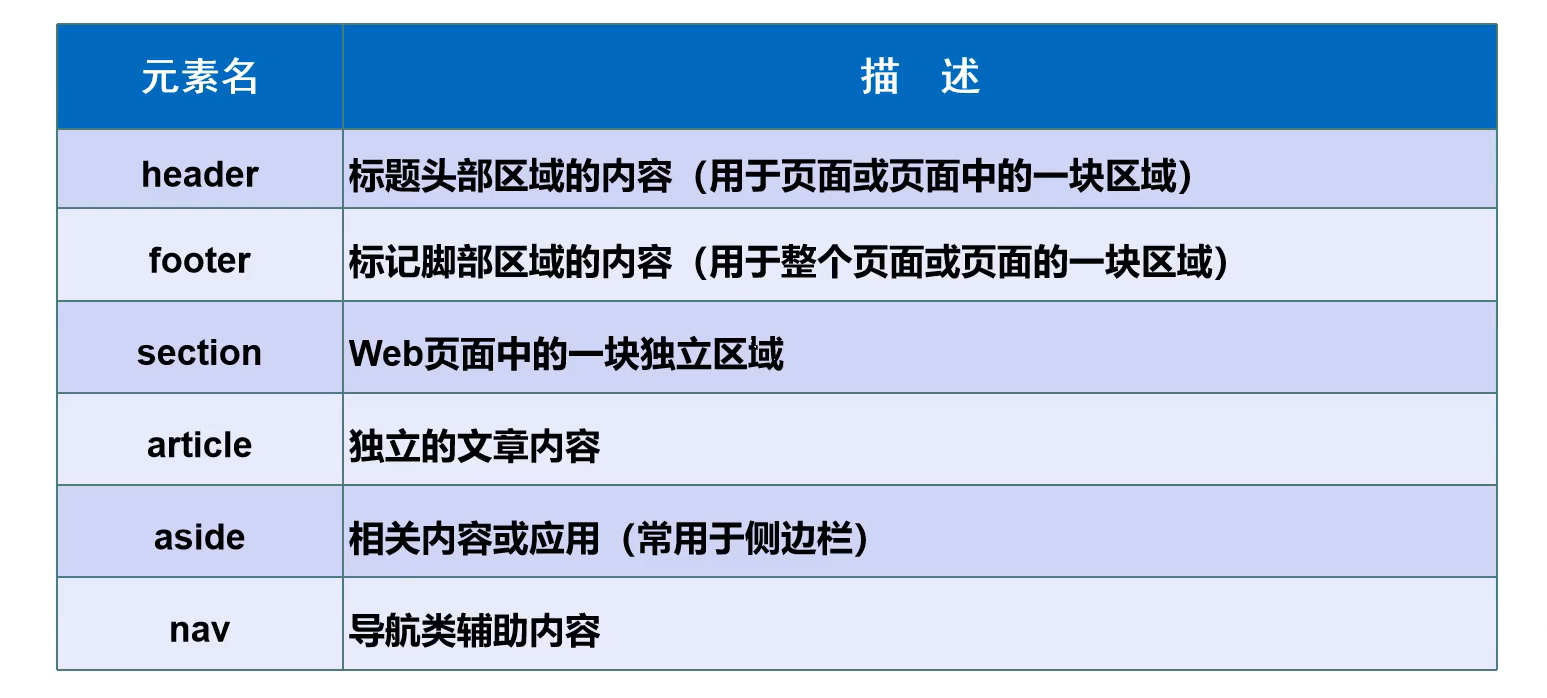 元素名 描 述
header 标题头部区域的内容（用于页面或页面中的一块区域）
footer 标记脚部区域的内容（用于整个页面或页面的一块区域）
section Web页面中的一块独立区域
article 独立的文章内容
aside 相关内容或应用（常用于侧边栏）
nav 导航类辅助内容